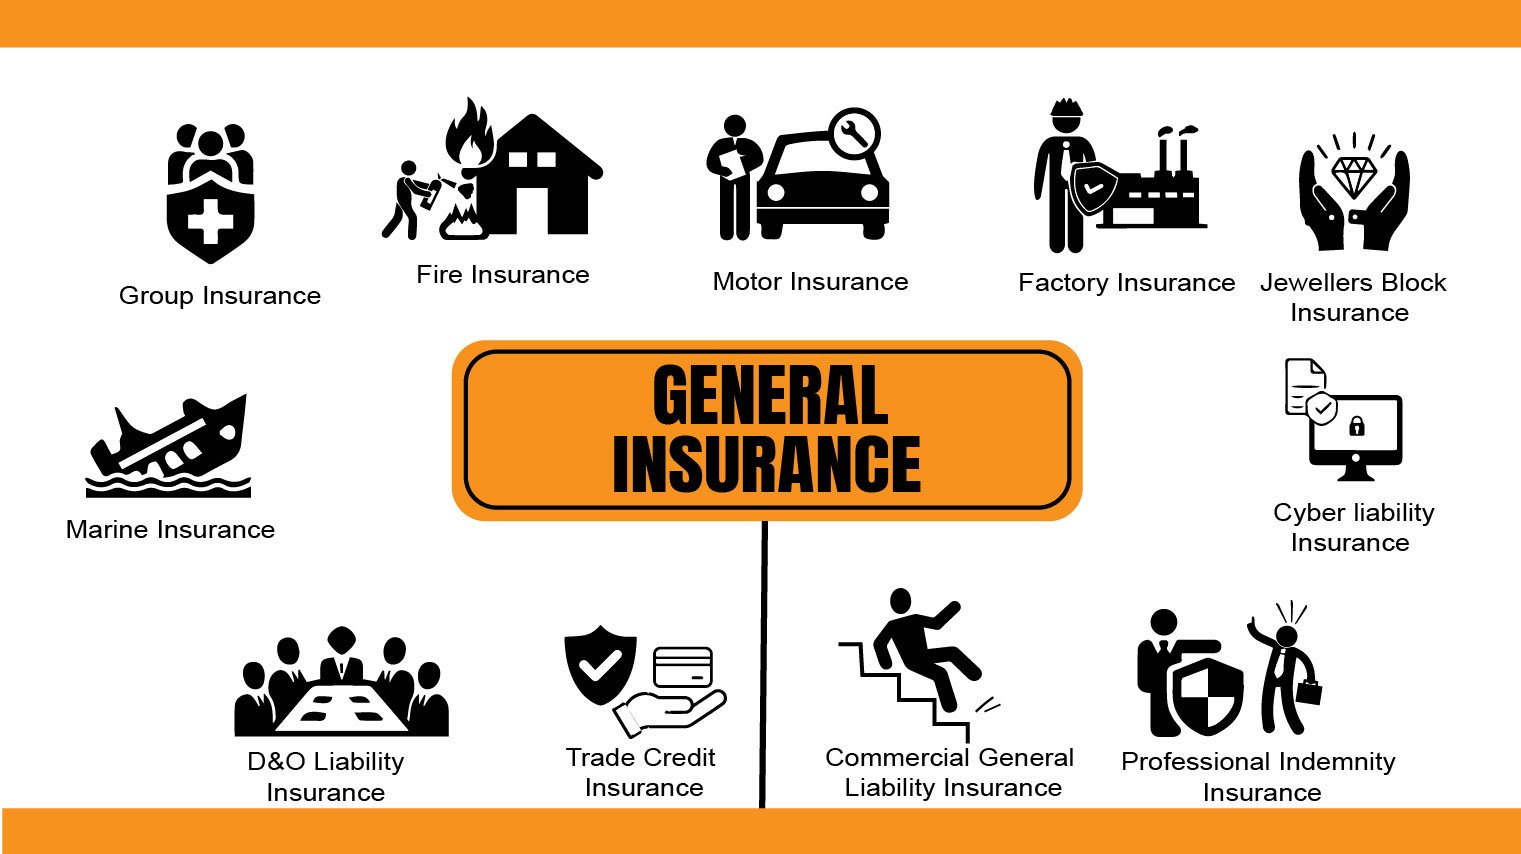 Group Insurance
Fire Insurance
Motor Insurance
Factory Insurance
Jewellers Block
Insurance
GENERAL
INSURANCE
Marine Insurance
Cyber liability
Insurance
D&O Liability
Insurance
Trade Credit
Insurance
Commercial General
Liability Insurance
Professional Indemnity
Insurance